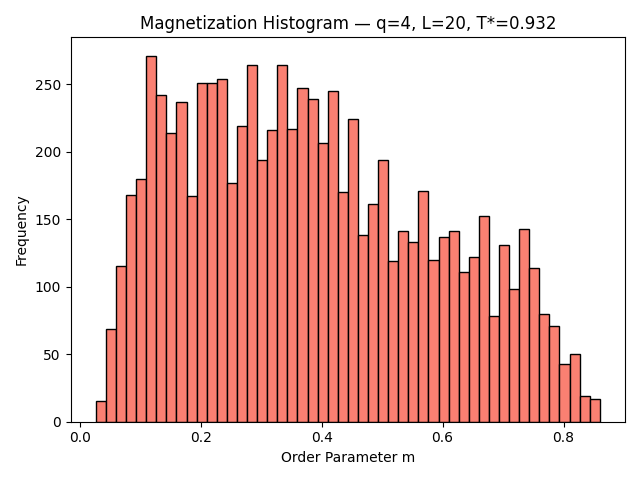 Magnetization Histogram — q=4, L=20, T*=0.932
Frequency
250
200
150
100
50
0
0.0 0.2 0.4 0.6 0.8
Order Parameter m